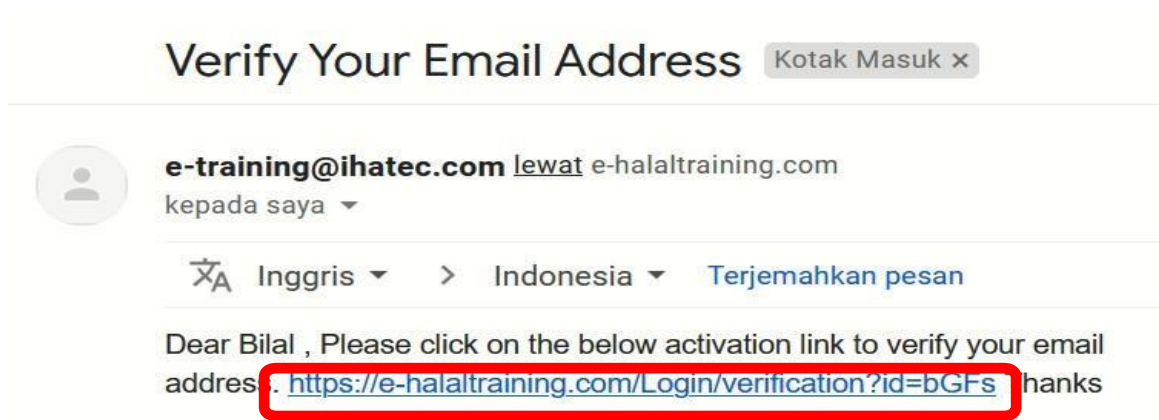 Verify Your Email Address Kotak Masuk ×
e-training@ihatec.com lewat e-halaltraining.com
kepada saya
Inggris > Indonesia Terjemahkan pesan
Dear Bilal , Please click on the below activation link to verify your email
address. https://e-halaltraining.com/Login/verification?id=bGFs Thanks